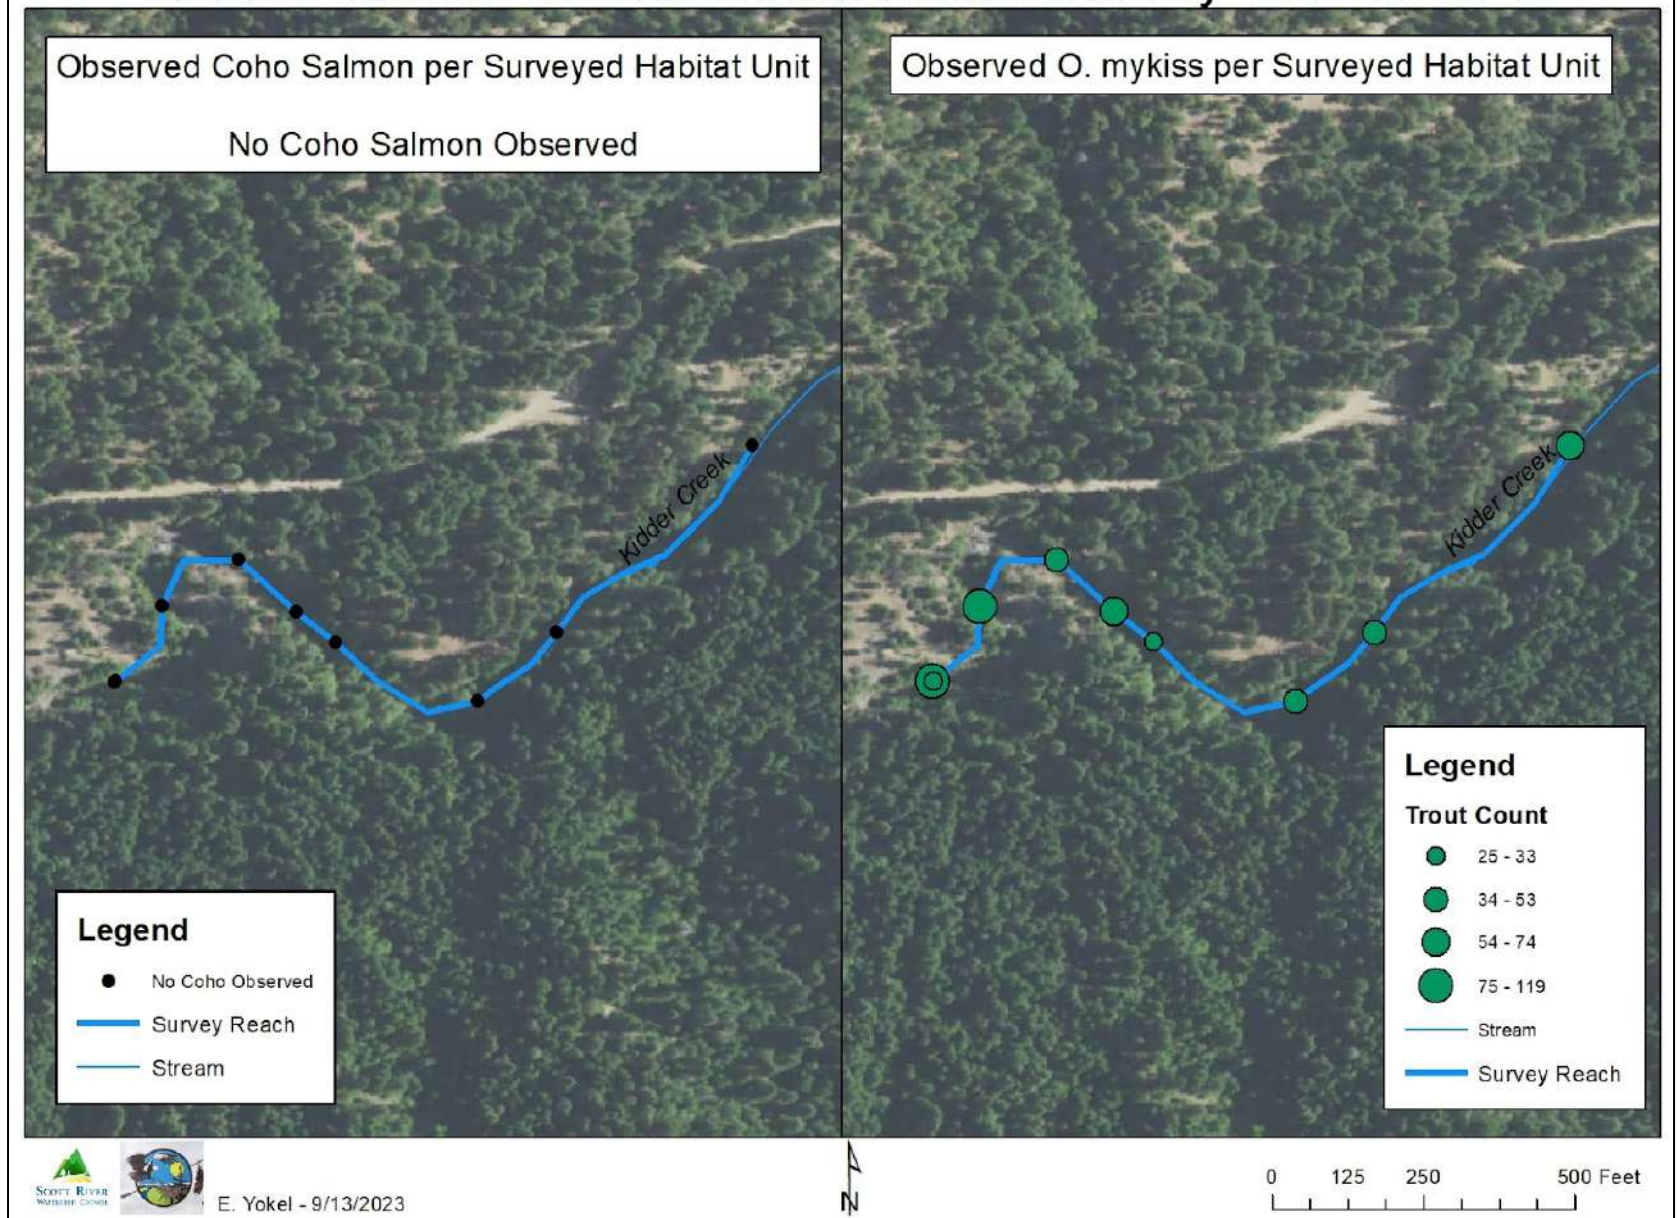 Observed Coho Salmon per Surveyed Habitat Unit
No Coho Salmon Observed
Kidder Creek
Legend
No Coho Observed
Survey Reach
Stream
Observed O. mykiss per Surveyed Habitat Unit
Kidder Creek
Legend
Trout Count
25 - 33
34 - 53
54 - 74
75 - 119
Stream
Survey Reach
SCOTT RIVER
WATERSHED COUNCIL
E. Yokel - 9/13/2023
N
0 125 250 500 Feet